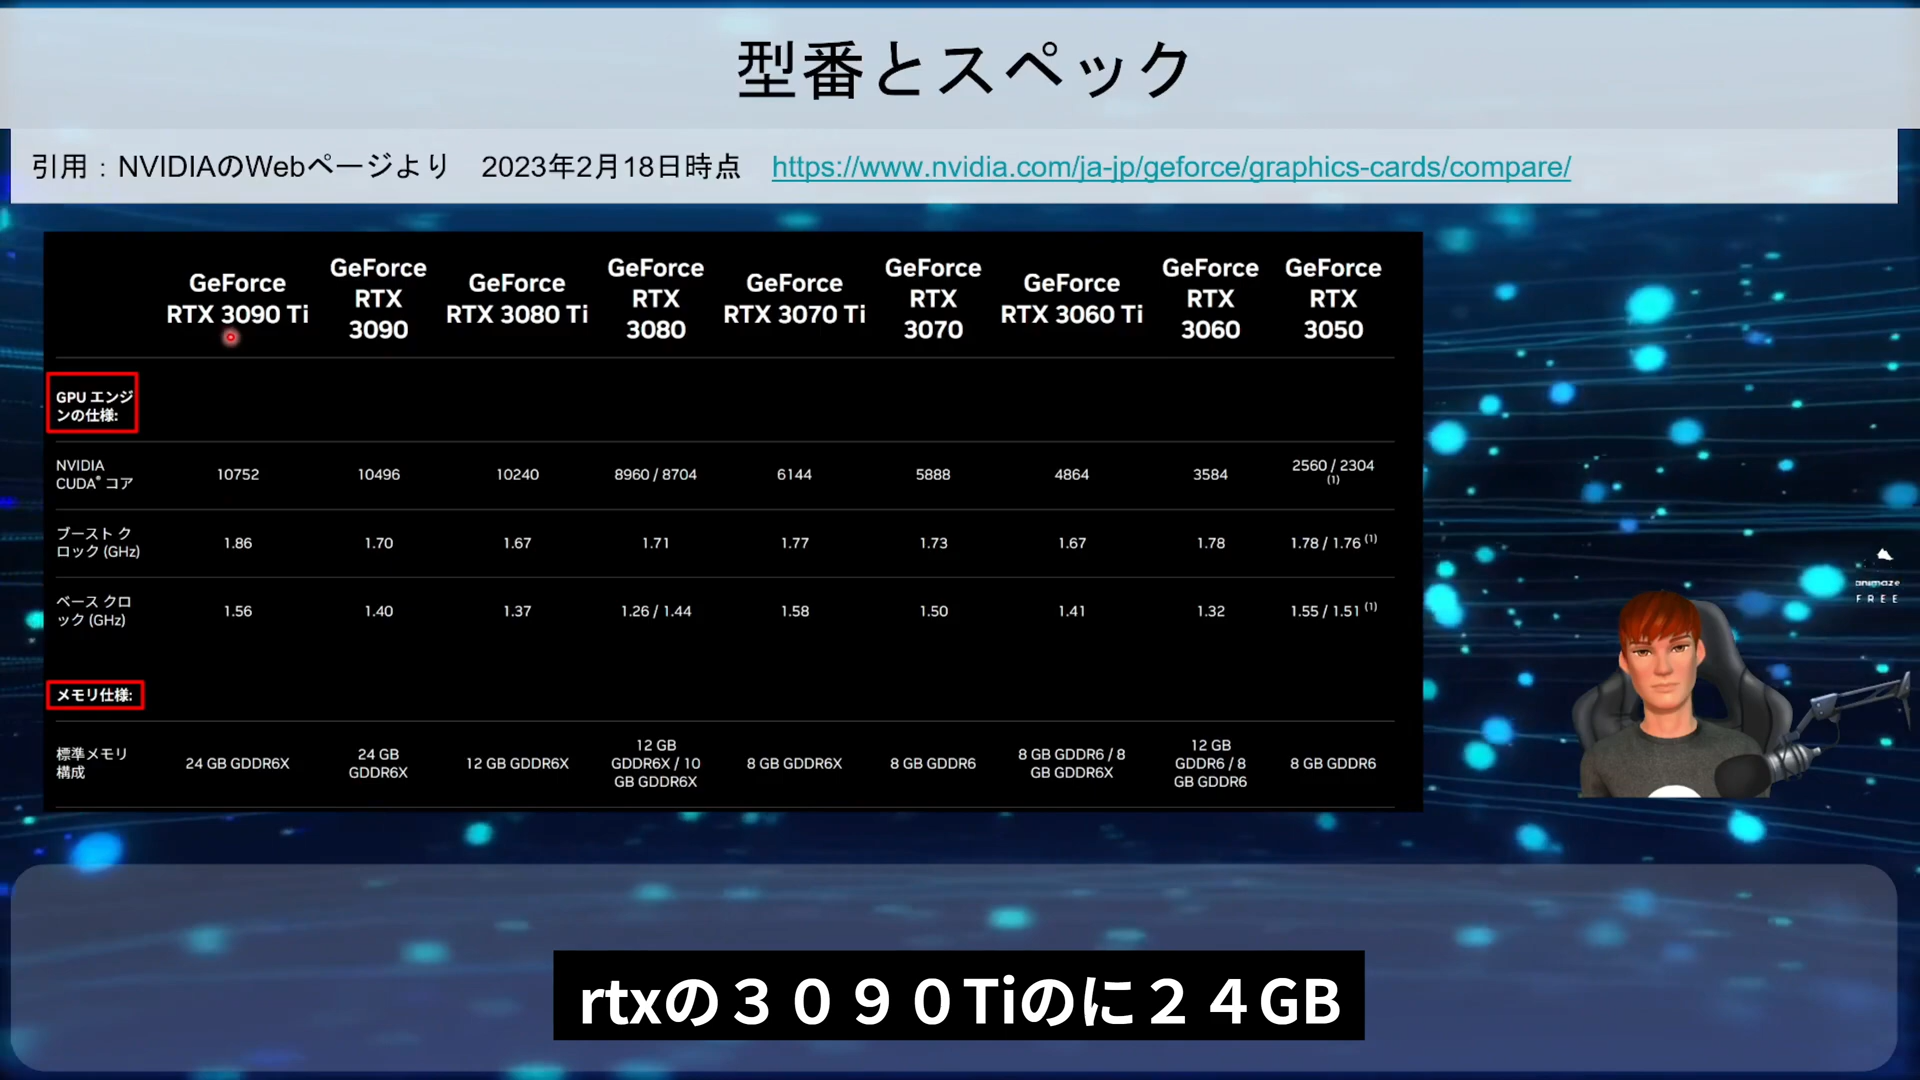 型番とスペック
引用：NVIDIAのWebページより　2023年2月18日時点　https://www.nvidia.com/ja-jp/geforce/graphics-cards/compare/
GeForce RTX 3090 Ti
GeForce RTX 3090
GeForce RTX 3080 Ti
GeForce RTX 3080
GeForce RTX 3070 Ti
GeForce RTX 3070
GeForce RTX 3060 Ti
GeForce RTX 3060
GeForce RTX 3050
GPU エンジ
ンの仕様:
NVIDIA
CUDA® コア
10752 10496 10240 8960 / 8704 6144 5888 4864 3584 2560 / 2304 (1)
ブースト ク
ロック (GHz)
1.86 1.70 1.67 1.71 1.77 1.73 1.67 1.78 1.78 / 1.76 (1)
ベース クロ
ック (GHz)
1.56 1.40 1.37 1.26 / 1.44 1.58 1.50 1.41 1.32 1.55 / 1.51 (1)
メモリ仕様:
標準メモリ
構成
24 GB GDDR6X
24 GB
GDDR6X
12 GB GDDR6X
12 GB
GDDR6X / 10
GB GDDR6X
8 GB GDDR6X
8 GB GDDR6
8 GB GDDR6 / 8
GB GDDR6X
12 GB
GDDR6 / 8
GB GDDR6
8 GB GDDR6
animaze
FREE
rtxの３０９０Tiのに２４GB